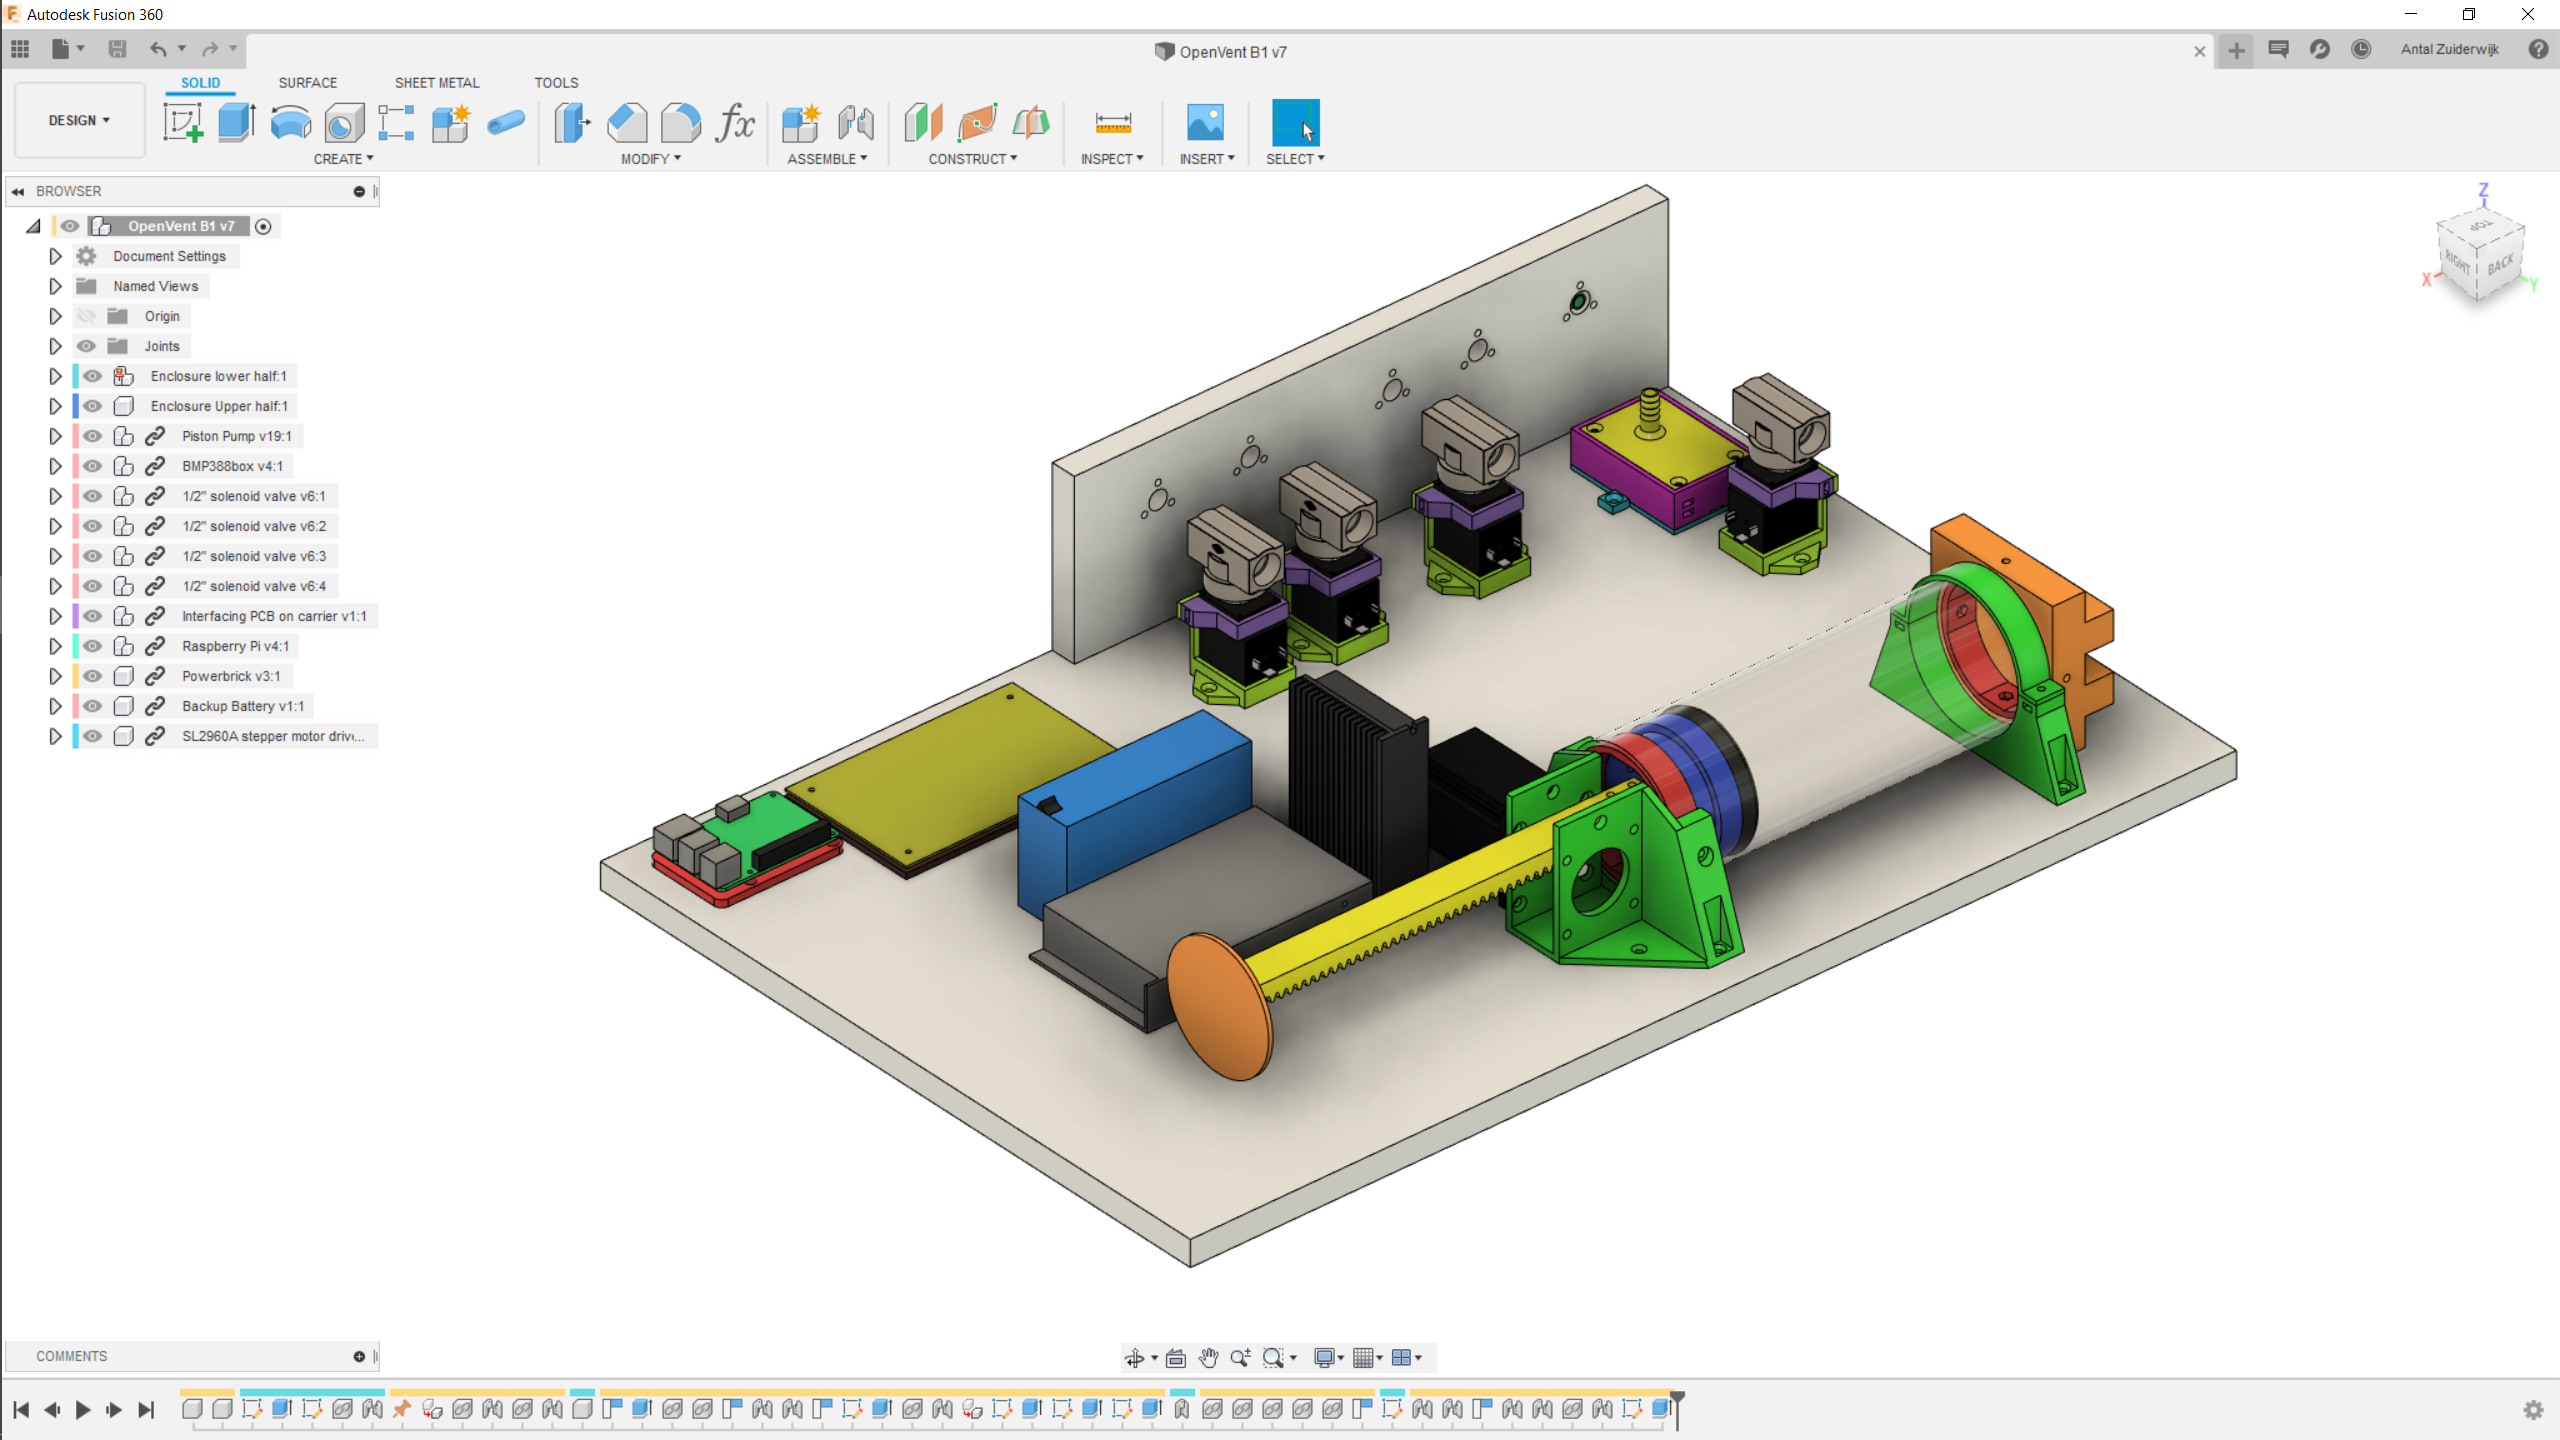 Autodesk Fusion 360
OpenVent B1 v7
Antal Zuiderwijk
SOLID SURFACE SHEET METAL TOOLS
DESIGN
CREATE MODIFY ASSEMBLE CONSTRUCT INSPECT INSERT SELECT
BROWSER
OpenVent B1 v7
Document Settings
Named Views
Origin
Joints
Enclosure lower half:1
Enclosure Upper half:1
Piston Pump v19:1
BMP388box v4:1
1/2" solenoid valve v6:1
1/2" solenoid valve v6:2
1/2" solenoid valve v6:3
1/2" solenoid valve v6:4
Interfacing PCB on carrier v1:1
Raspberry Pi v4:1
Powerbrick v3:1
Backup Battery v1:1
SL2960A stepper motor driv...
Z
TOP
RIGHT BACK
X Y
COMMENTS